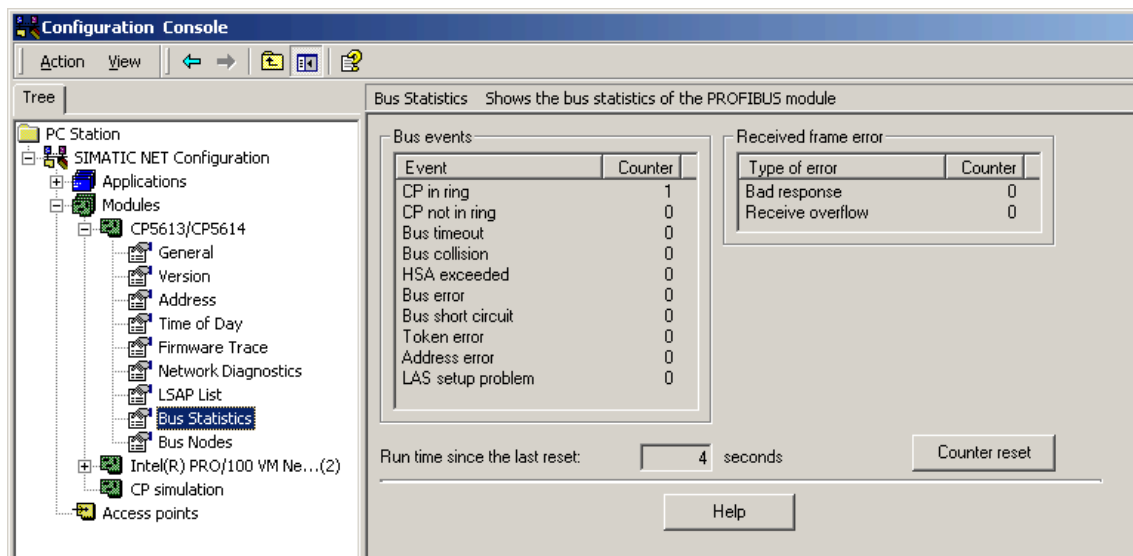 Configuration Console
Action View
Tree
Bus Statistics Shows the bus statistics of the PROFIBUS module
PC Station
SIMATIC NET Configuration
Applications
Modules
CP5613/CP5614
General
Version
Address
Time of Day
Firmware Trace
Network Diagnostics
LSAP List
Bus Statistics
Bus Nodes
Intel(R) PRO/100 VM Ne...(2)
CP simulation
Access points
Bus events
Event Counter
CP in ring 1
CP not in ring 0
Bus timeout 0
Bus collision 0
HSA exceeded 0
Bus error 0
Bus short circuit 0
Token error 0
Address error 0
LAS setup problem 0
Received frame error
Type of error Counter
Bad response 0
Receive overflow 0
Run time since the last reset: 4 seconds
Counter reset
Help